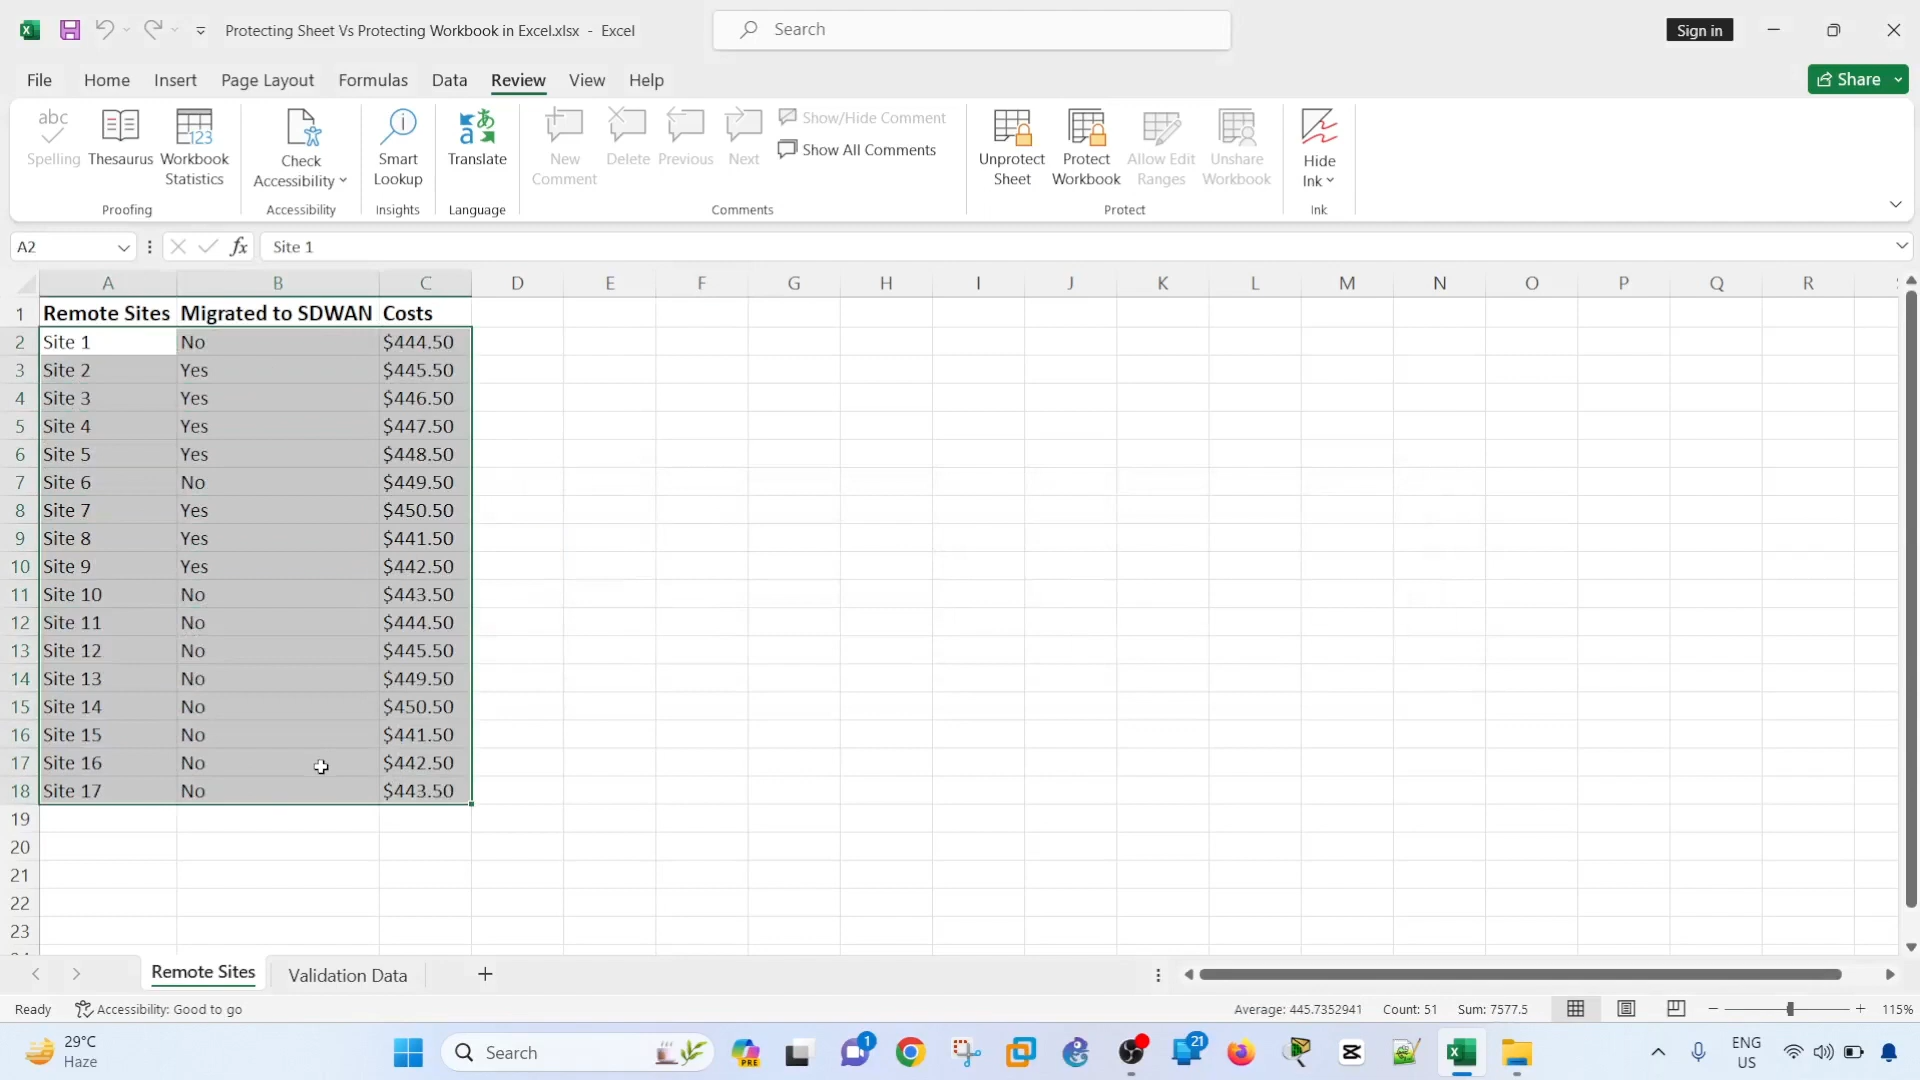 Protecting Sheet Vs Protecting Workbook in Excel.xlsx - Excel
Search
Sign in
File Home Insert Page Layout Formulas Data Review View Help
Share
abc
Spelling
Thesaurus
123
Workbook Statistics
Proofing
Check Accessibility
Accessibility
Smart Lookup
Insights
Translate
Language
New Comment
Delete
Previous
Next
Show/Hide Comment
Show All Comments
Comments
Unprotect Sheet
Protect Workbook
Allow Edit Ranges
Unshare Workbook
Protect
Hide Ink
Ink
A2
fx
Site 1
A B C D E F G H I J K L M N O P Q R
1 Remote Sites Migrated to SDWAN Costs
2 Site 1 No $444.50
3 Site 2 Yes $445.50
4 Site 3 Yes $446.50
5 Site 4 Yes $447.50
6 Site 5 Yes $448.50
7 Site 6 No $449.50
8 Site 7 Yes $450.50
9 Site 8 Yes $441.50
10 Site 9 Yes $442.50
11 Site 10 No $443.50
12 Site 11 No $444.50
13 Site 12 No $445.50
14 Site 13 No $449.50
15 Site 14 No $450.50
16 Site 15 No $441.50
17 Site 16 No $442.50
18 Site 17 No $443.50
19
20
21
22
23
Remote Sites Validation Data
Ready Accessibility: Good to go Average: 445.7352941 Count: 51 Sum: 7577.5 115%
29°C
Haze
Search
PRE
1
21
ENG
US